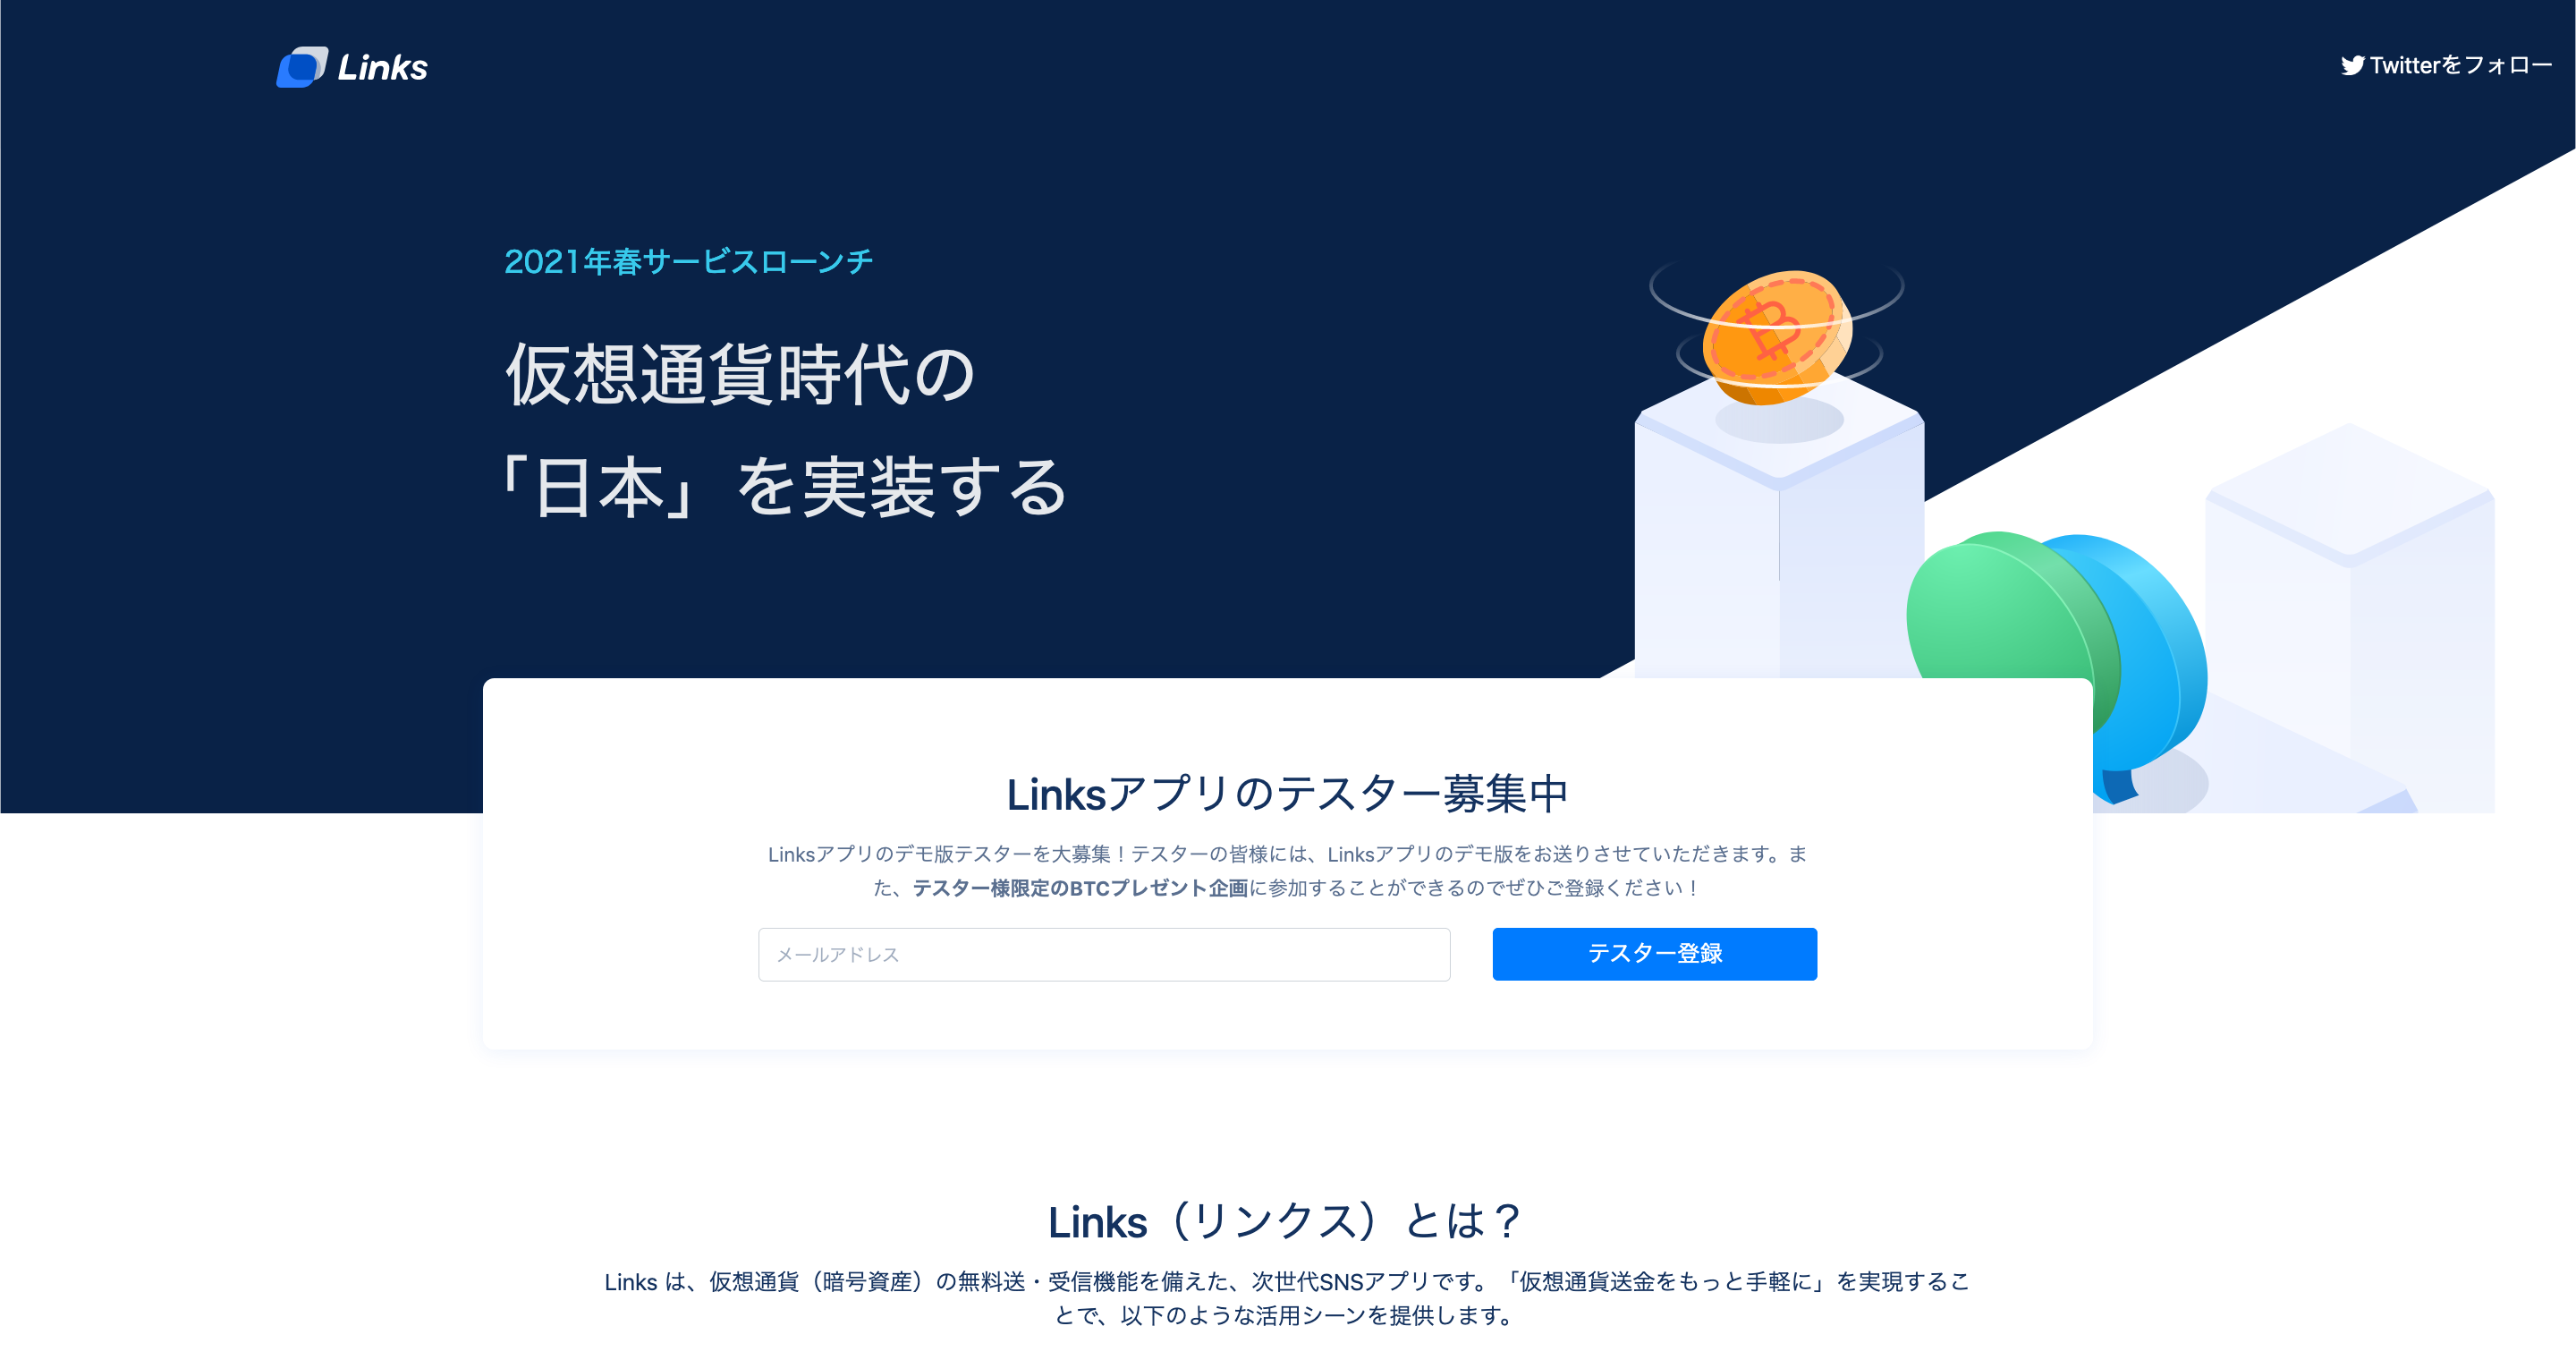 Links
Twitterをフォロー
2021年春サービスローンチ
仮想通貨時代の
「日本」を実装する
Linksアプリのテスター募集中
Linksアプリのデモ版テスターを大募集！テスターの皆様には、Linksアプリのデモ版をお送りさせていただきます。ま
た、テスター様限定のBTCプレゼント企画に参加することができるのでぜひご登録ください！
メールアドレス
テスター登録
Links（リンクス）とは？
Links は、仮想通貨（暗号資産）の無料送・受信機能を備えた、次世代SNSアプリです。「仮想通貨送金をもっと手軽に」を実現するこ
とで、以下のような活用シーンを提供します。